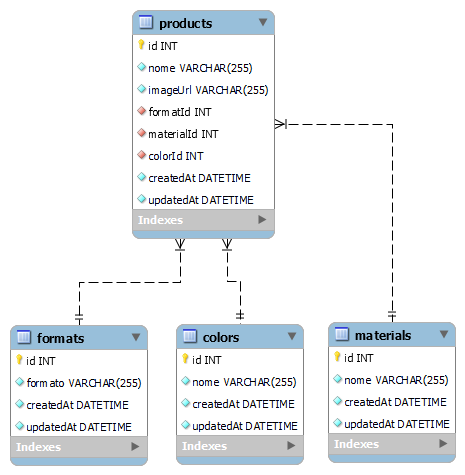 products
id INT
nome VARCHAR(255)
imageUrl VARCHAR(255)
formatId INT
materialId INT
colorId INT
createdAt DATETIME
updatedAt DATETIME
Indexes
formats
id INT
formato VARCHAR(255)
createdAt DATETIME
updatedAt DATETIME
Indexes
colors
id INT
nome VARCHAR(255)
createdAt DATETIME
updatedAt DATETIME
Indexes
materials
id INT
nome VARCHAR(255)
createdAt DATETIME
updatedAt DATETIME
Indexes